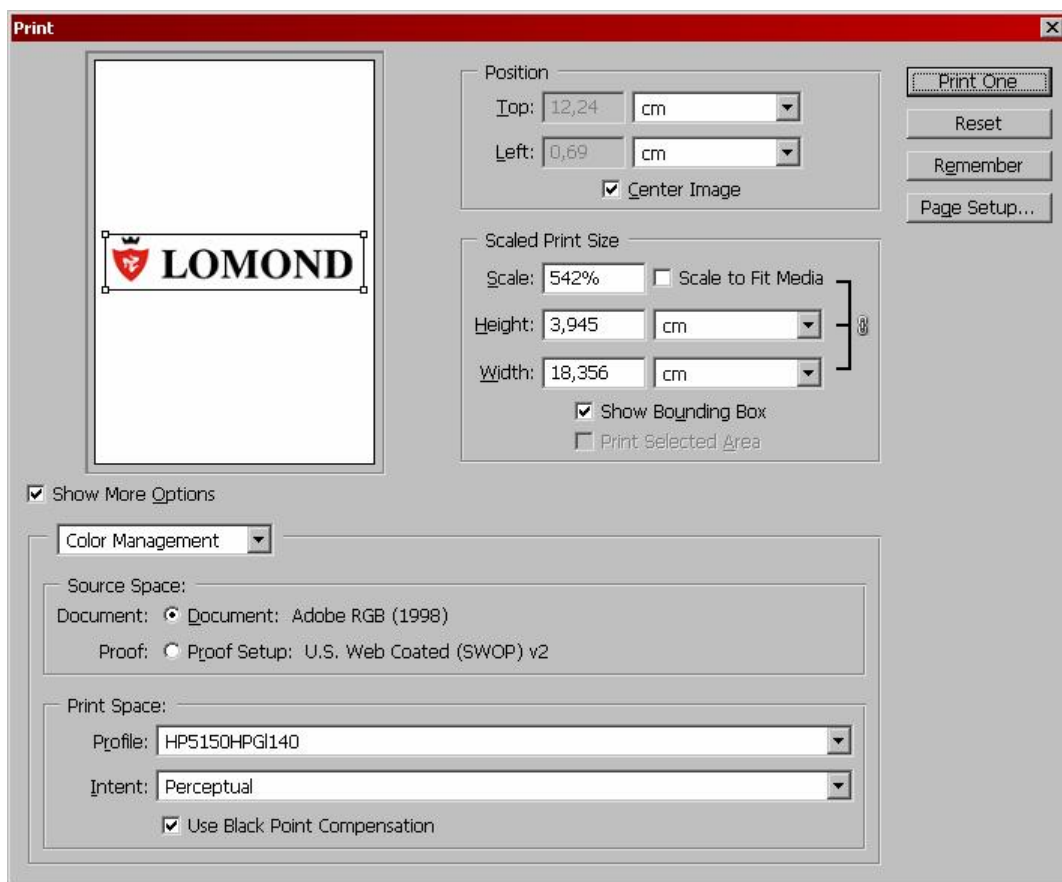 Print
Position
Top: 12,24 cm
Left: 0,69 cm
Center Image
Print One
Reset
Remember
Page Setup...
LOMOND
Scaled Print Size
Scale: 542% Scale to Fit Media
Height: 3,945 cm
Width: 18,356 cm
Show Bounding Box
Print Selected Area
Show More Options
Color Management
Source Space:
Document: Document: Adobe RGB (1998)
Proof: Proof Setup: U.S. Web Coated (SWOP) v2
Print Space:
Profile: HP5150HPGl140
Intent: Perceptual
Use Black Point Compensation